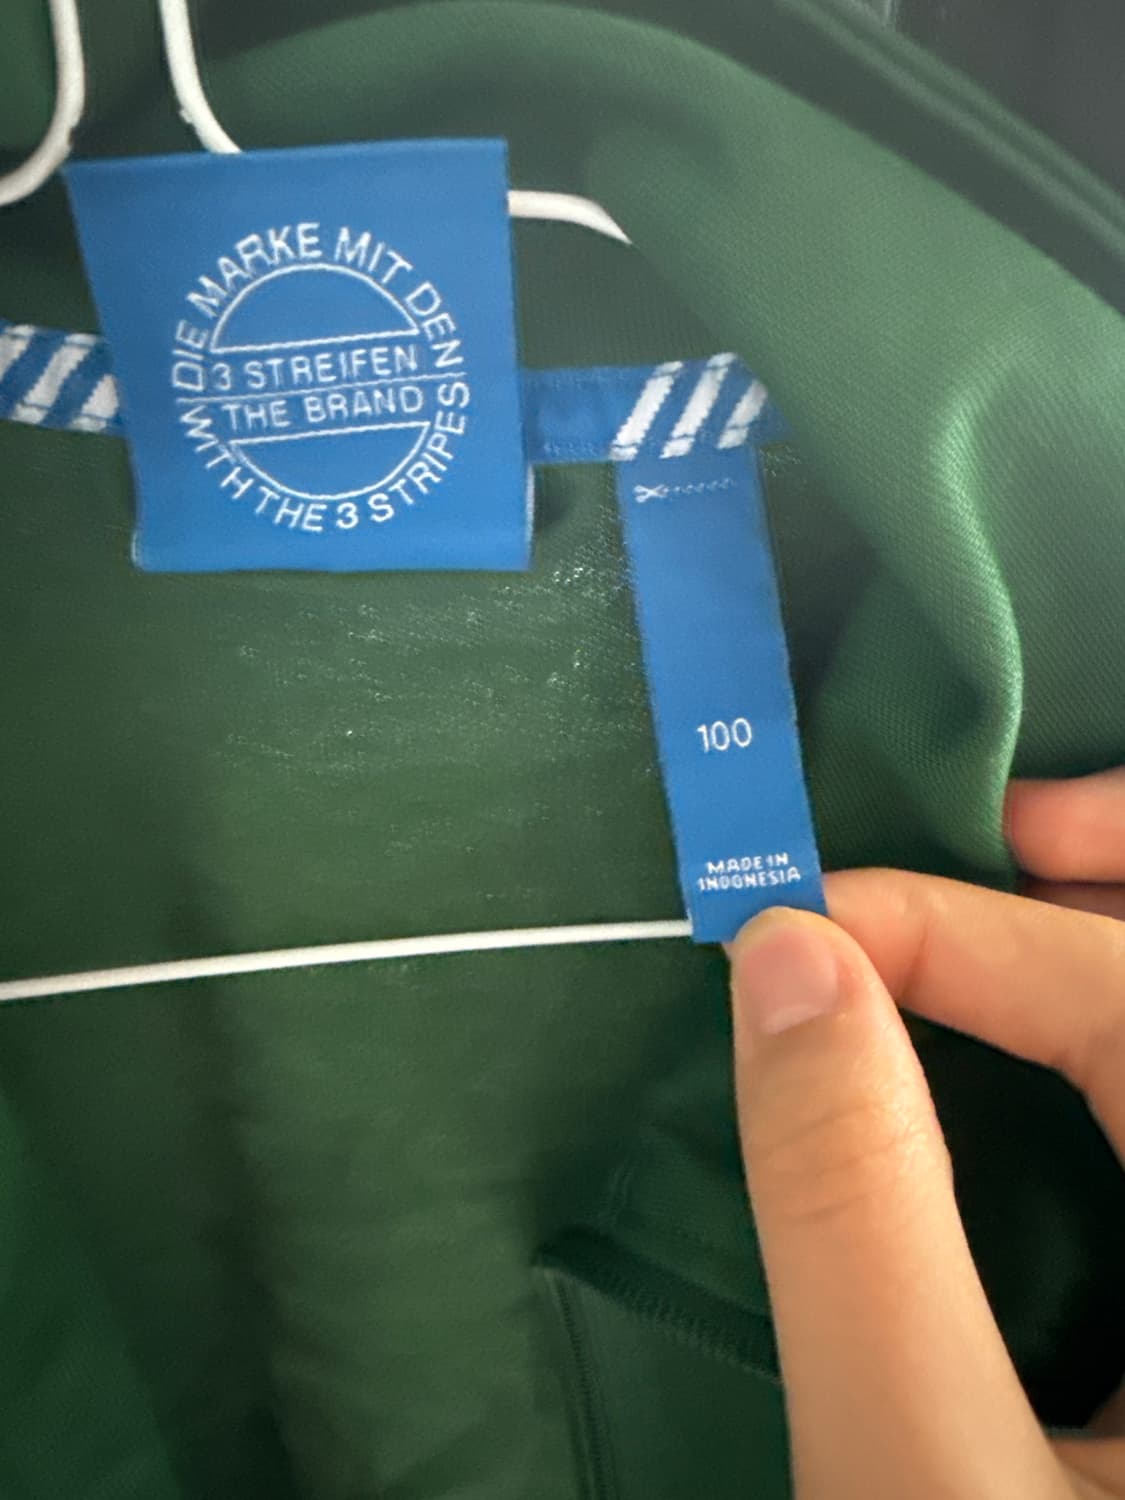 DIE MARKE MIT DEN
3 STREIFEN
THE BRAND
WITH THE 3 STRIPES
100
MADE IN
INDONESIA